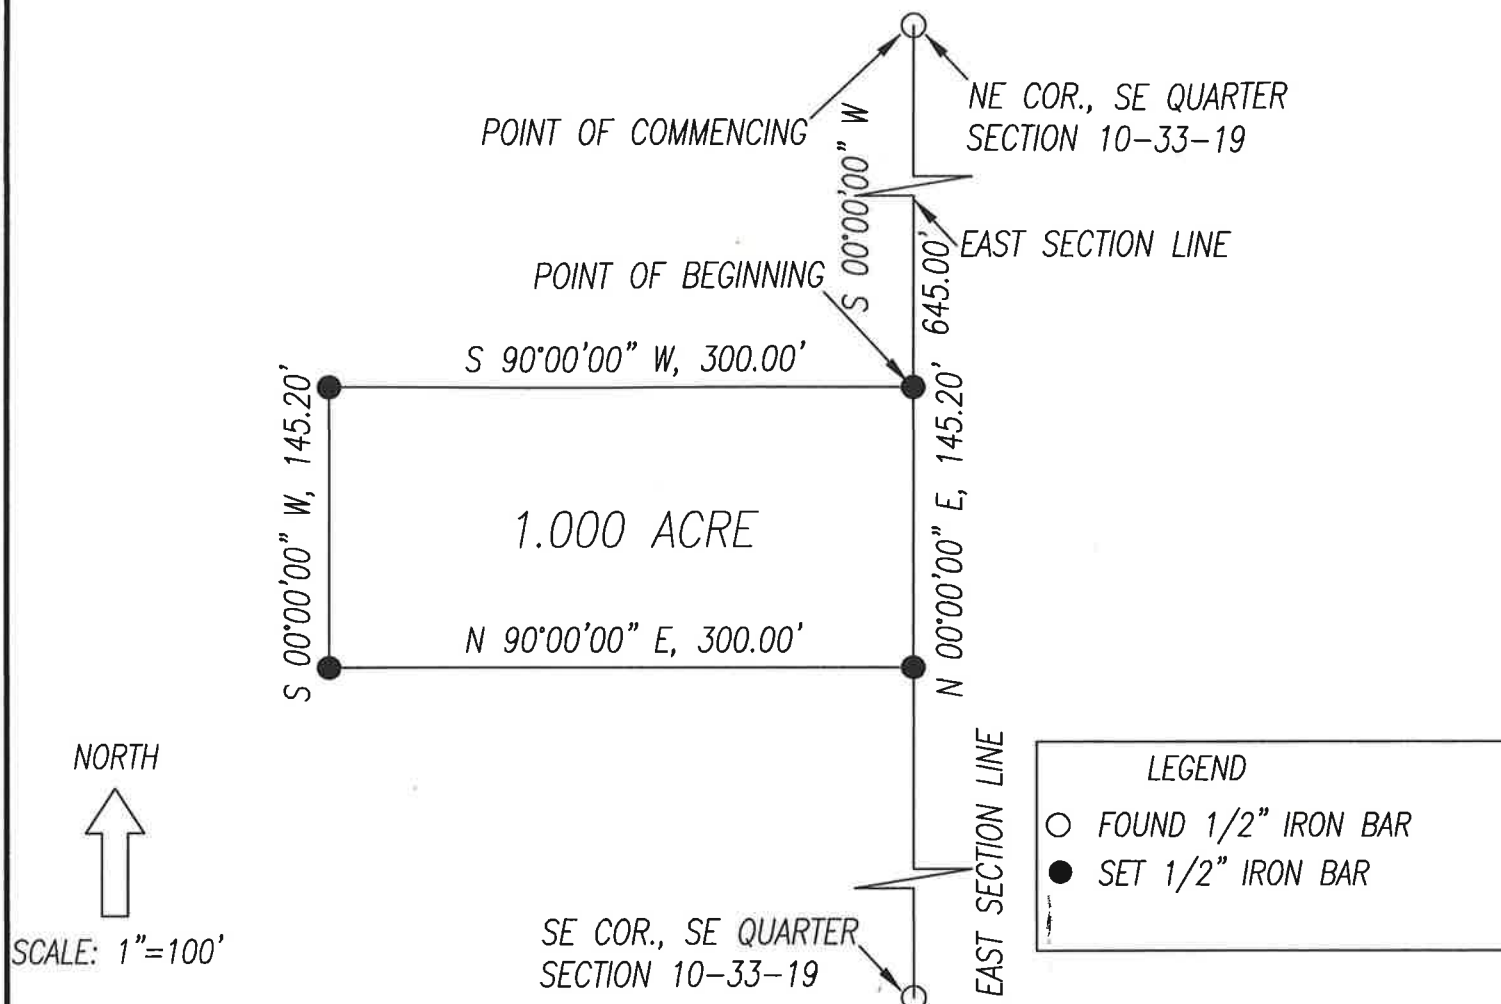 NE COR., SE QUARTER
SECTION 10-33-19
POINT OF COMMENCING
S 00°00'00" W
645.00'
EAST SECTION LINE
POINT OF BEGINNING
S 90°00'00" W, 300.00'
S 00°00'00" W, 145.20'
1.000 ACRE
N 00°00'00" E, 145.20'
N 90°00'00" E, 300.00'
NORTH
SCALE: 1"=100'
EAST SECTION LINE
LEGEND
FOUND 1/2" IRON BAR
SET 1/2" IRON BAR
SE COR., SE QUARTER
SECTION 10-33-19